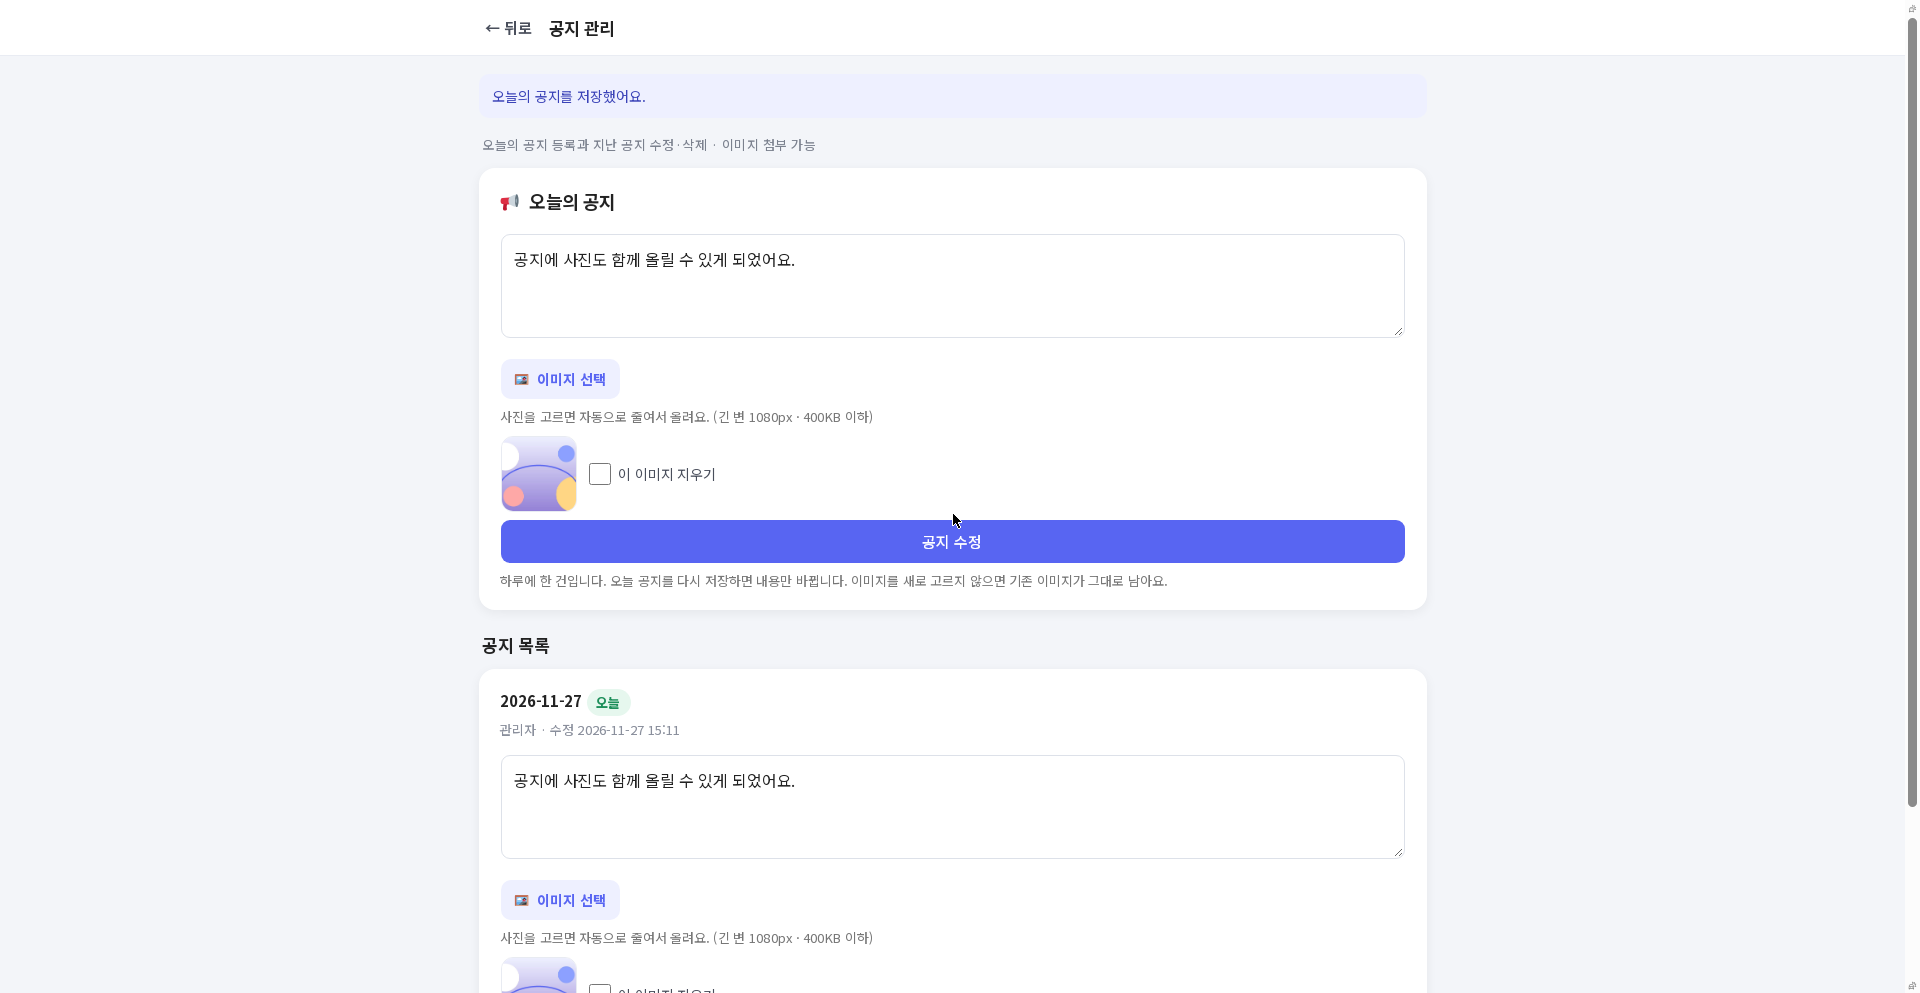 ← 뒤로 공지 관리
오늘의 공지를 저장했어요.
오늘의 공지 등록과 지난 공지 수정·삭제 · 이미지 첨부 가능
오늘의 공지
공지에 사진도 함께 올릴 수 있게 되었어요.
이미지 선택
사진을 고르면 자동으로 줄여서 올려요. (긴 변 1080px · 400KB 이하)
이 이미지 지우기
공지 수정
하루에 한 건입니다. 오늘 공지를 다시 저장하면 내용만 바뀝니다. 이미지를 새로 고르지 않으면 기존 이미지가 그대로 남아요.
공지 목록
2026-11-27 오늘
관리자 · 수정 2026-11-27 15:11
공지에 사진도 함께 올릴 수 있게 되었어요.
이미지 선택
사진을 고르면 자동으로 줄여서 올려요. (긴 변 1080px · 400KB 이하)
이 이미지 지우기